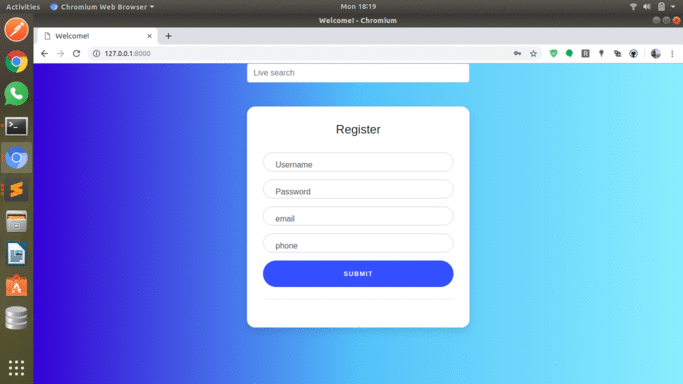 Activities
Chromium Web Browser
Mon 18:19
Welcome! - Chromium
Welcome!
127.0.0.1:8000
Live search
Register
Username
Password
email
phone
SUBMIT